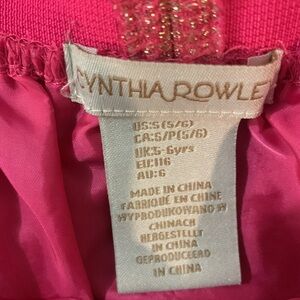 CYNTHIA ROWLE
US:S (5/6)
CA:S/P(5/6)
UK:5-6yrs
EU:116
AU:6
MADE IN CHINA
FABRIQUÉ EN CHINE
WYPRODUKOWANO W
CHINACH
HERGESTELLT
IN CHINA
GEPRODUCEERD
IN CHINA